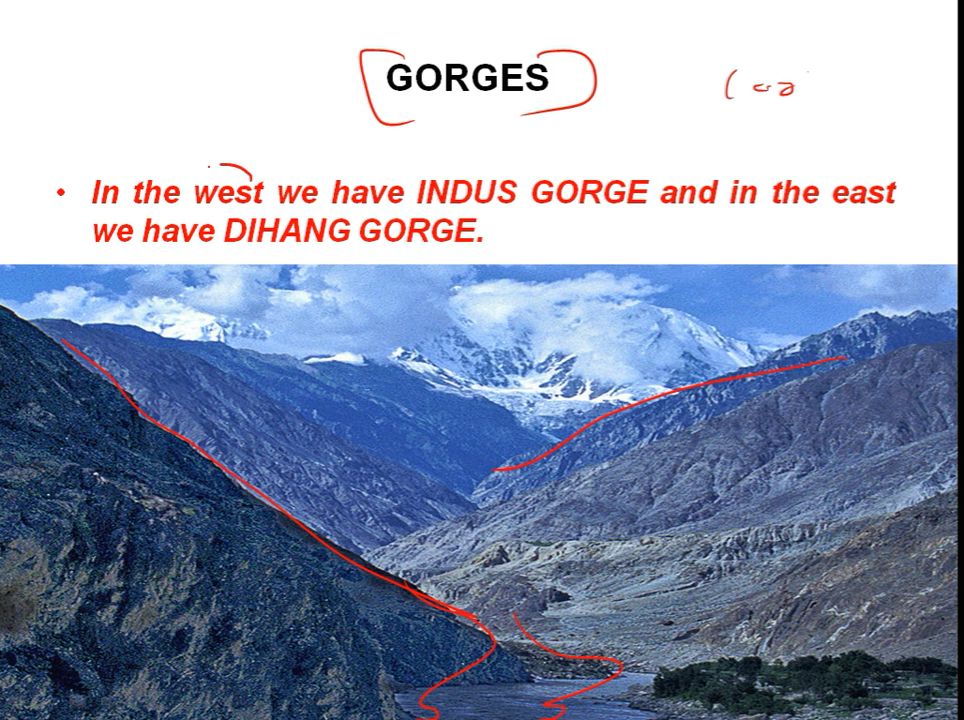 GORGES
• In the west we have INDUS GORGE and in the east
we have DIHANG GORGE.